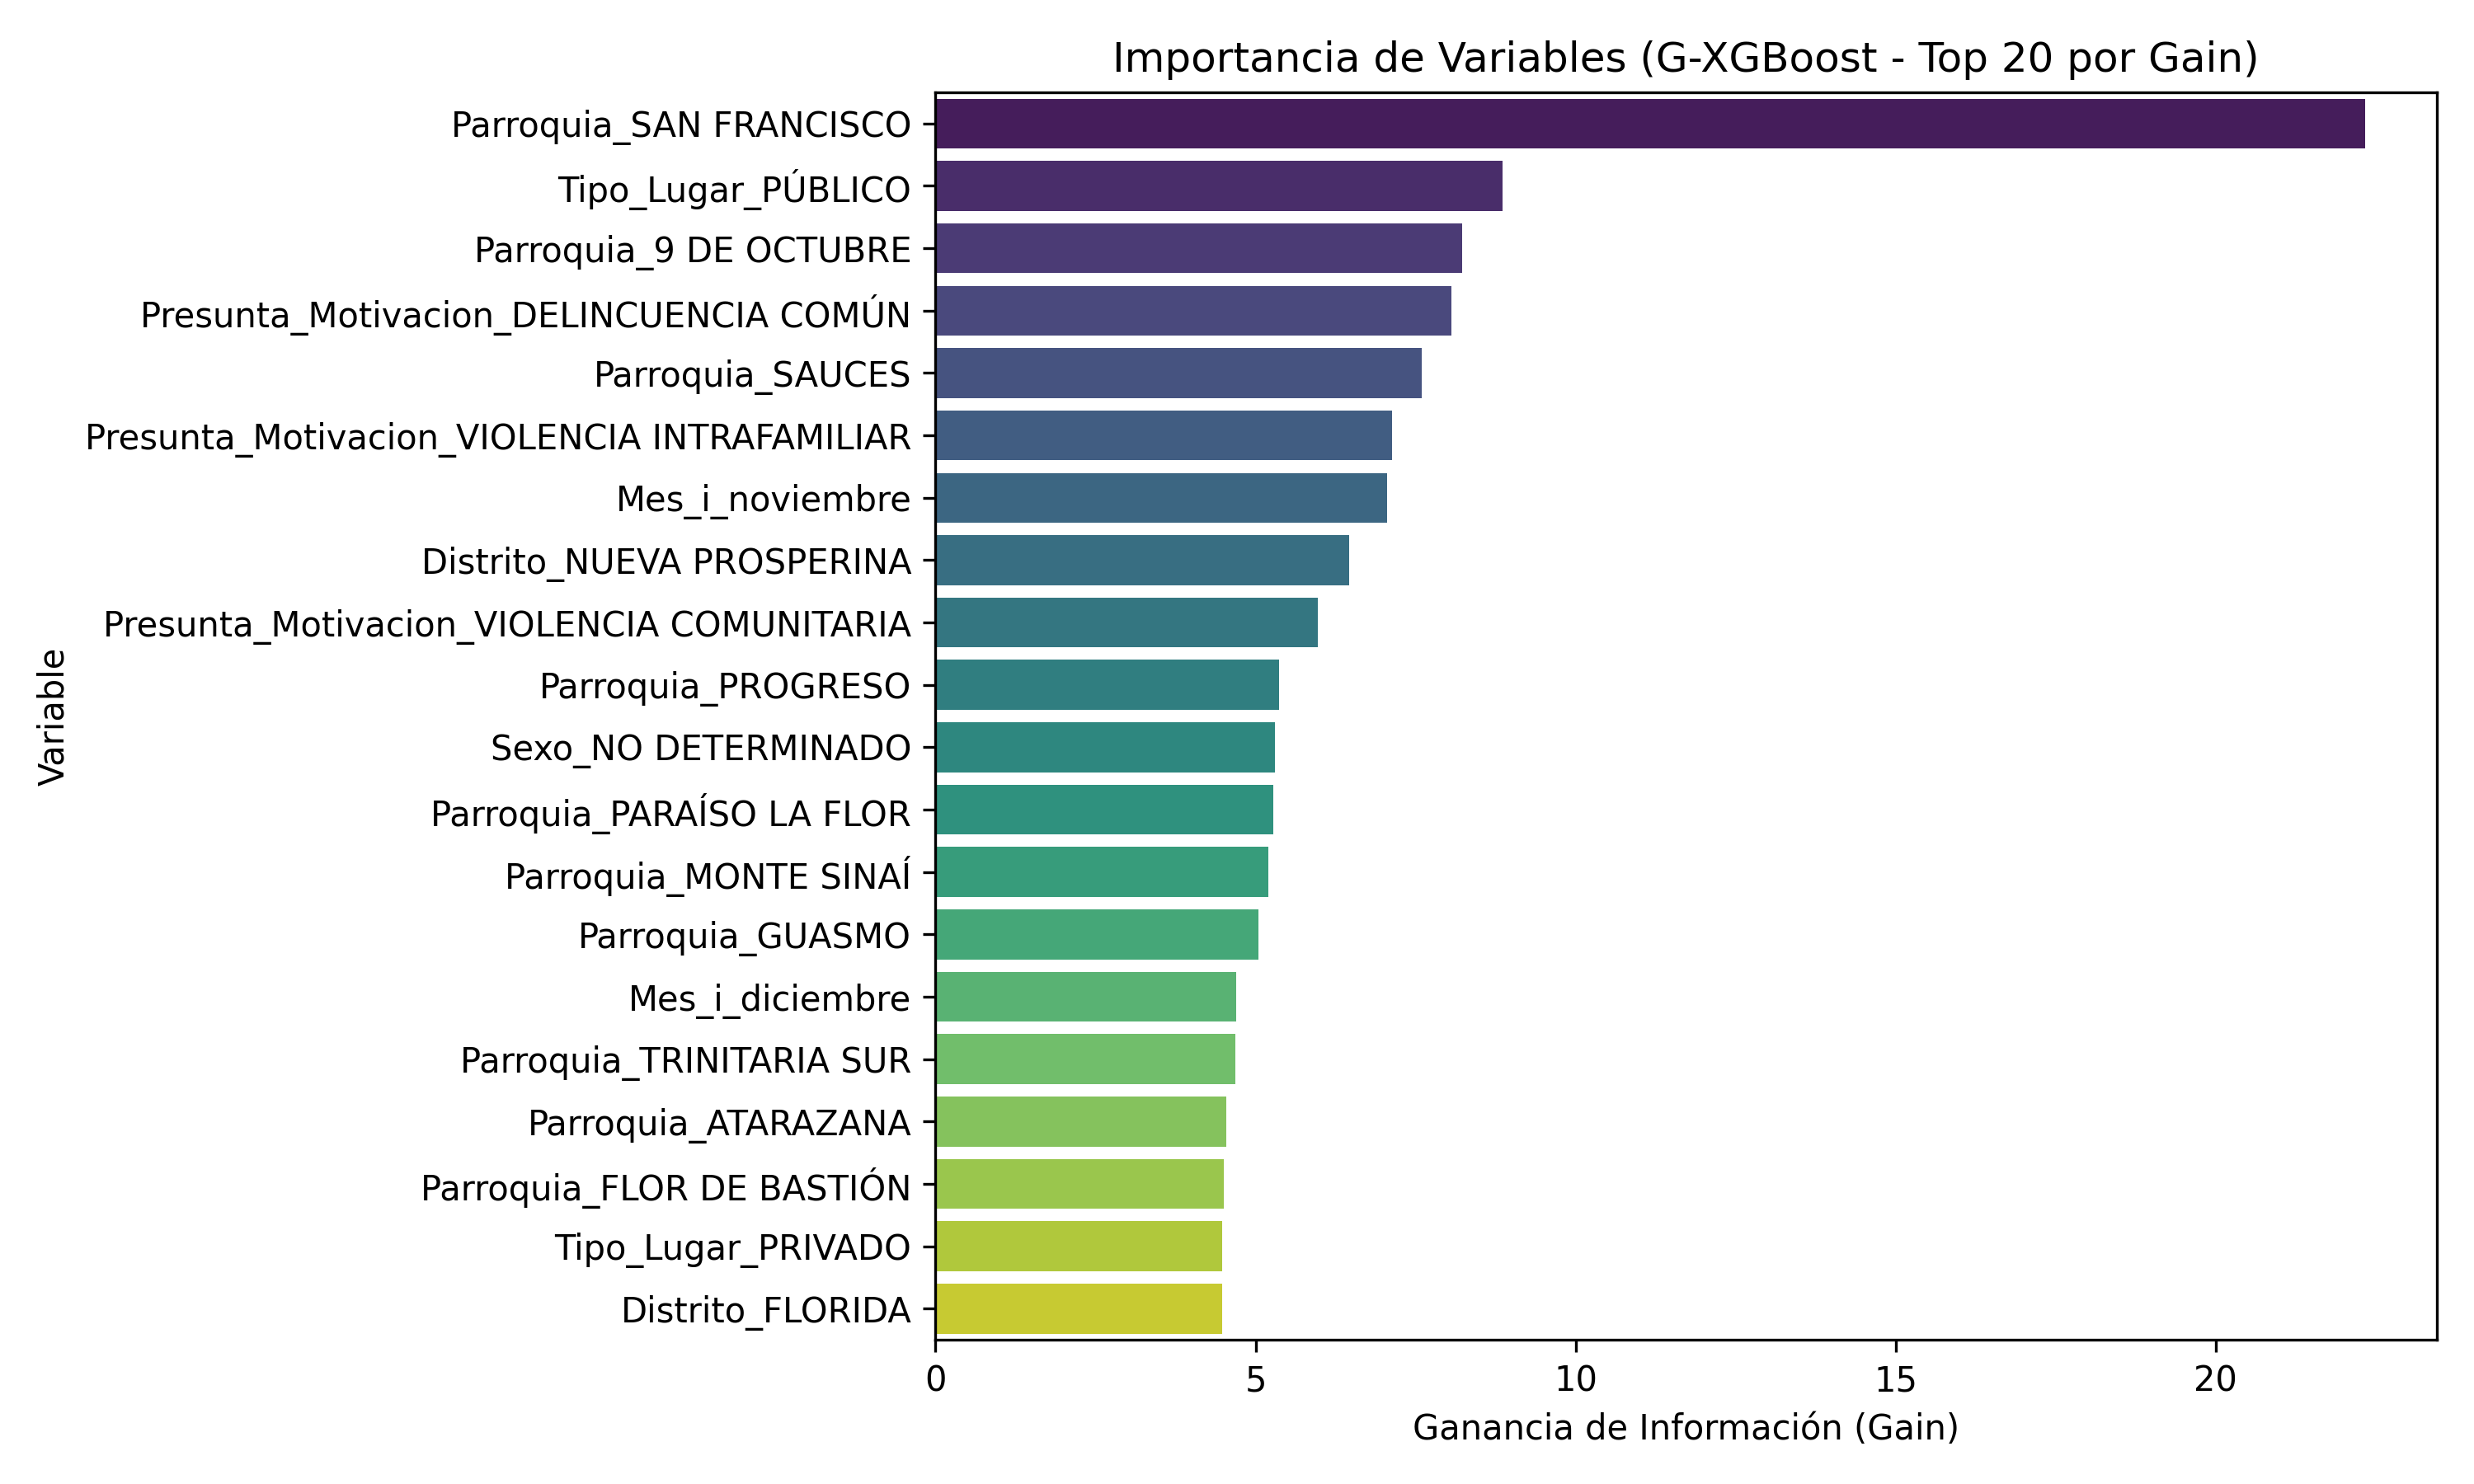 Importancia de Variables (G-XGBoost - Top 20 por Gain)
Variable
Parroquia_SAN FRANCISCO
Tipo_Lugar_PÚBLICO
Parroquia_9 DE OCTUBRE
Presunta_Motivacion_DELINCUENCIA COMÚN
Parroquia_SAUCES
Presunta_Motivacion_VIOLENCIA INTRAFAMILIAR
Mes_i_noviembre
Distrito_NUEVA PROSPERINA
Presunta_Motivacion_VIOLENCIA COMUNITARIA
Parroquia_PROGRESO
Sexo_NO DETERMINADO
Parroquia_PARAÍSO LA FLOR
Parroquia_MONTE SINAÍ
Parroquia_GUASMO
Mes_i_diciembre
Parroquia_TRINITARIA SUR
Parroquia_ATARAZANA
Parroquia_FLOR DE BASTIÓN
Tipo_Lugar_PRIVADO
Distrito_FLORIDA
0 5 10 15 20
Ganancia de Información (Gain)